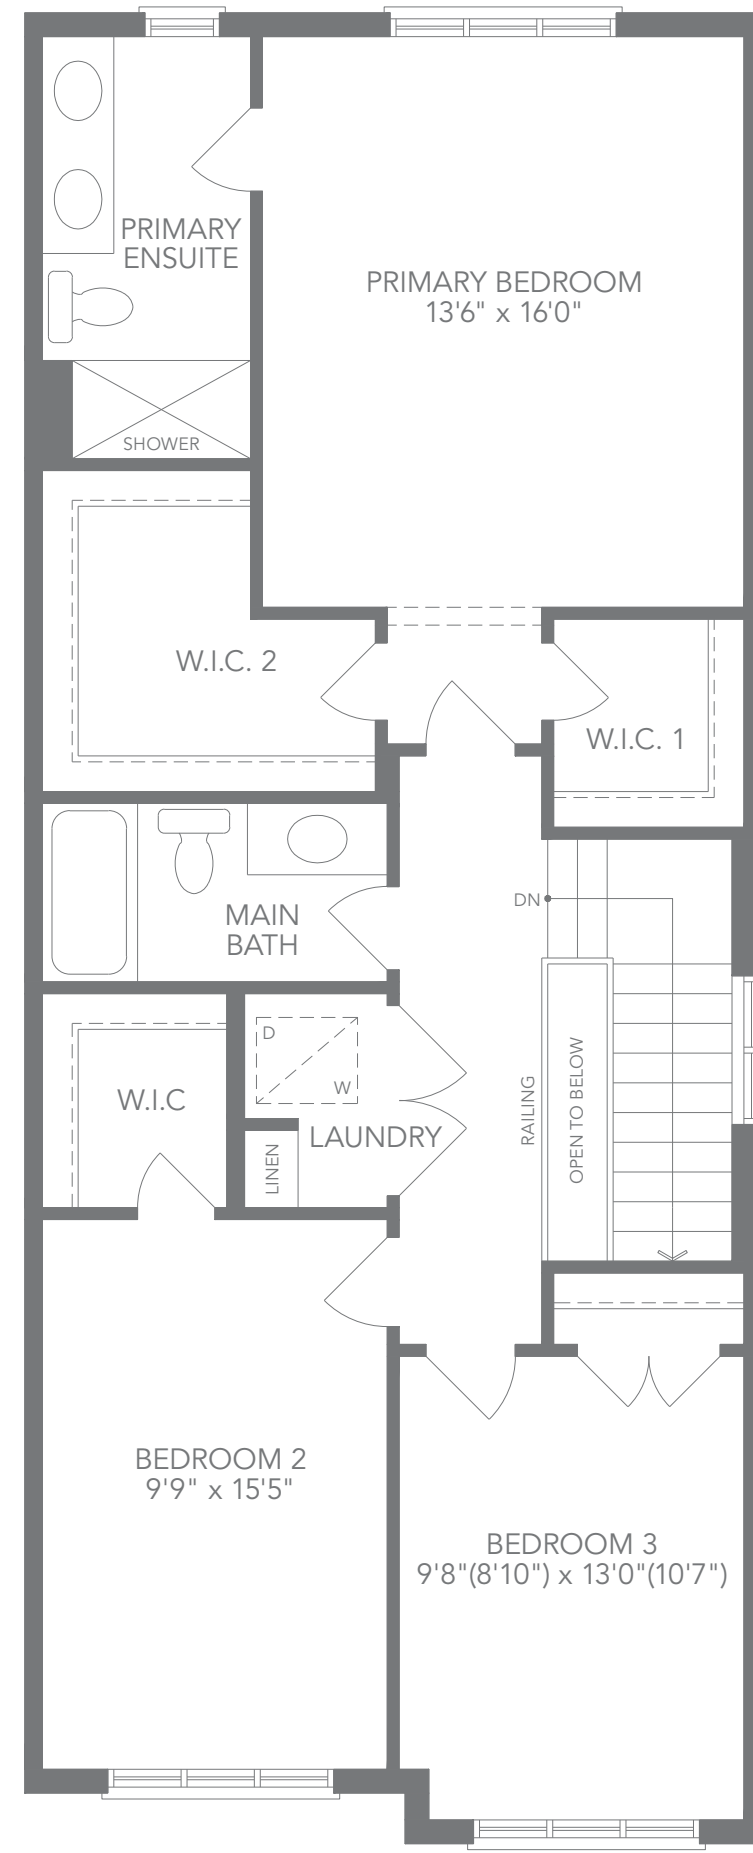 PRIMARY
ENSUITE
PRIMARY BEDROOM
13'6" x 16'0"
SHOWER
W.I.C. 2
W.I.C. 1
DN
MAIN
BATH
D
W
W.I.C
LAUNDRY
LINEN
RAILING
OPEN TO BELOW
BEDROOM 2
9'9" x 15'5"
BEDROOM 3
9'8"(8'10") x 13'0"(10'7")